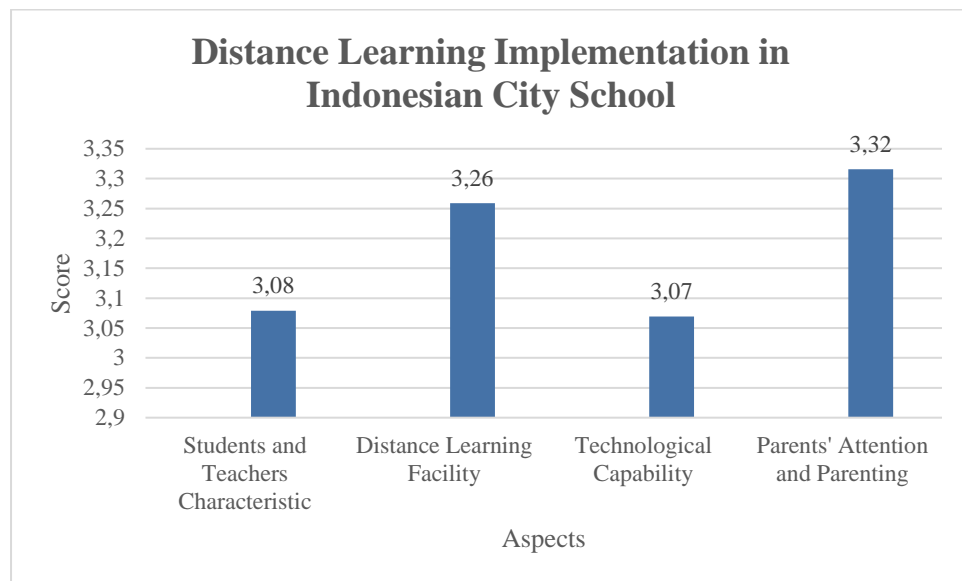 Distance Learning Implementation in
Indonesian City School
3,35
3,3
3,25
3,2
3,15
3,1
3,05
3
2,95
2,9
Score
3,08
3,26
3,07
3,32
Students and
Teachers
Characteristic
Distance Learning
Facility
Technological
Capability
Parents' Attention
and Parenting
Aspects